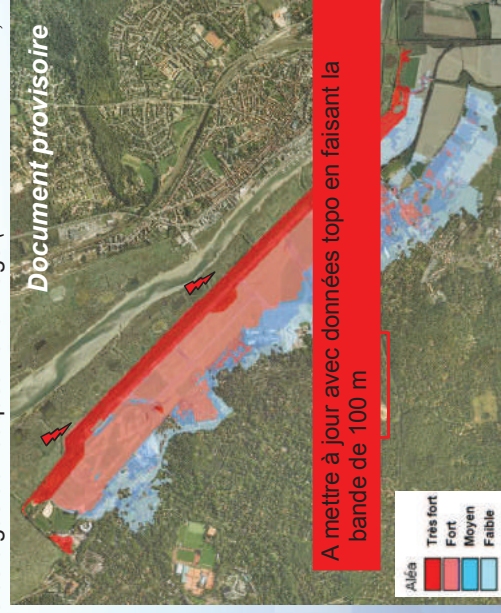 Document provisoire
A mettre à jour avec données topo en faisant la
bande de 100 m
Aléa
Très fort
Fort
Moyen
Faible